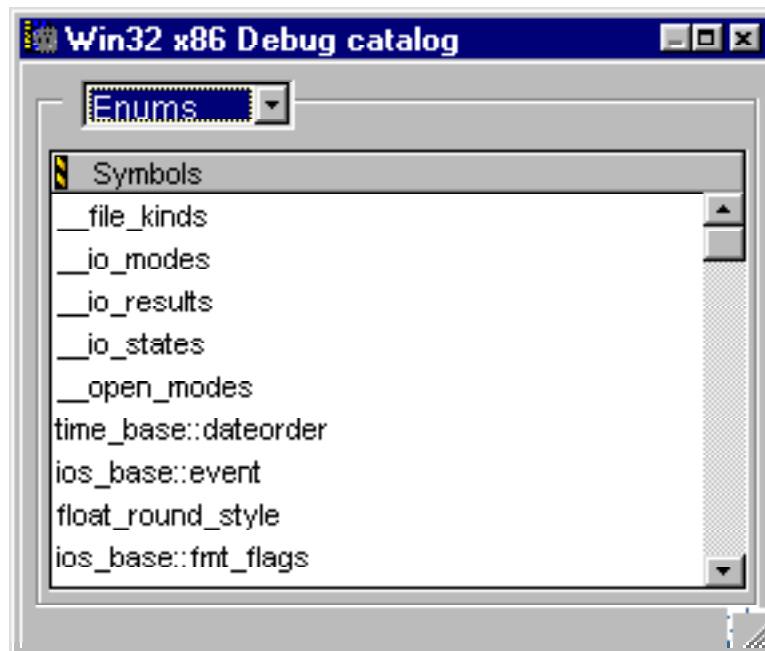 Win32 x86 Debug catalog
Enums
Symbols
__file_kinds
__io_modes
__io_results
__io_states
__open_modes
time_base::dateorder
ios_base::event
float_round_style
ios_base::fmt_flags